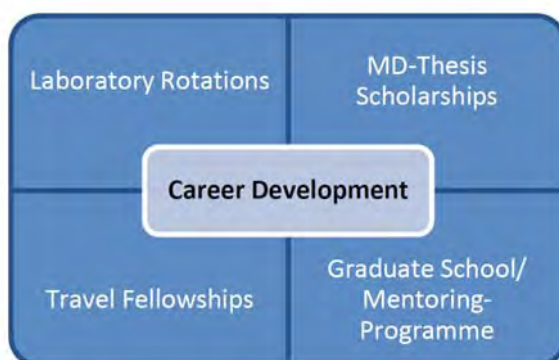 Laboratory Rotations
MD-Thesis
Scholarships
Career Development
Travel Fellowships
Graduate School/
Mentoring-
Programme